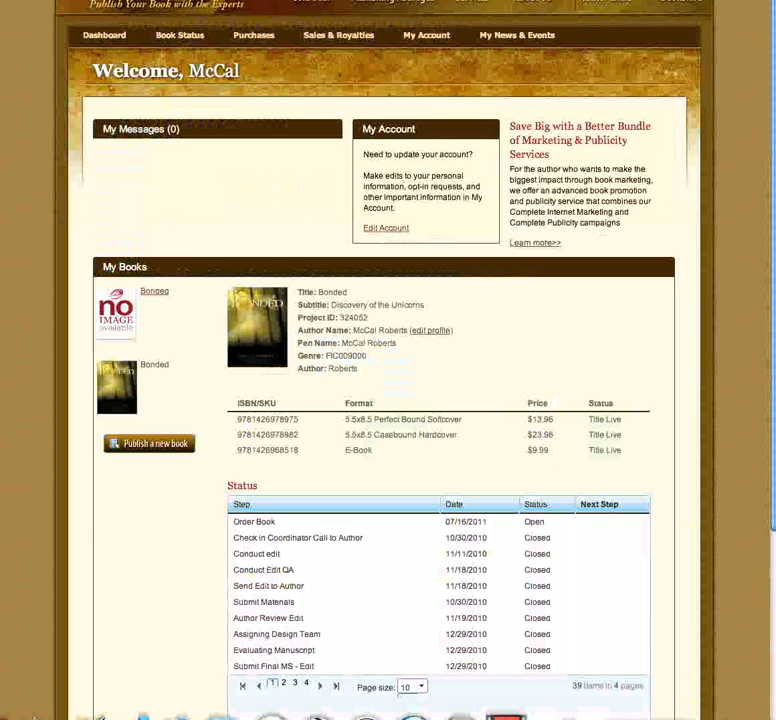 Publish Your Book with the Experts
Dashboard Book Status Purchases Sales & Royalties My Account My News & Events
Welcome, McCal
My Messages (0)
My Account
Need to update your account?
Make edits to your personal
information, opt-in requests, and
other important information in My
Account.
Edit Account
Save Big with a Better Bundle
of Marketing & Publicity
Services
For the author who wants to make the
biggest impact through book marketing,
we offer an advanced book promotion
and publicity service that combines our
Complete Internet Marketing and
Complete Publicity campaigns
Learn more>>
My Books
no
IMAGE
available
Bonded
Bonded
Publish a new book
BONDED
Title: Bonded
Subtitle: Discovery of the Unicorns
Project ID: 324052
Author Name: McCal Roberts (edit profile)
Pen Name: McCal Roberts
Genre: FIC009000
Author: Roberts
ISBN/SKU Format Price Status
9781426978975 5.5x8.5 Perfect Bound Softcover $13.96 Title Live
9781426978982 5.5x8.5 Casebound Hardcover $23.96 Title Live
9781426968518 E-Book $9.99 Title Live
Status
Step Date Status Next Step
Order Book 07/16/2011 Open
Check in Coordinator Call to Author 10/30/2010 Closed
Conduct edit 11/11/2010 Closed
Conduct Edit QA 11/18/2010 Closed
Send Edit to Author 11/18/2010 Closed
Submit Materials 10/30/2010 Closed
Author Review Edit 11/19/2010 Closed
Assigning Design Team 12/29/2010 Closed
Evaluating Manuscript 12/29/2010 Closed
Submit Final MS - Edit 12/29/2010 Closed
1 2 3 4 Page size: 10 39 items in 4 pages